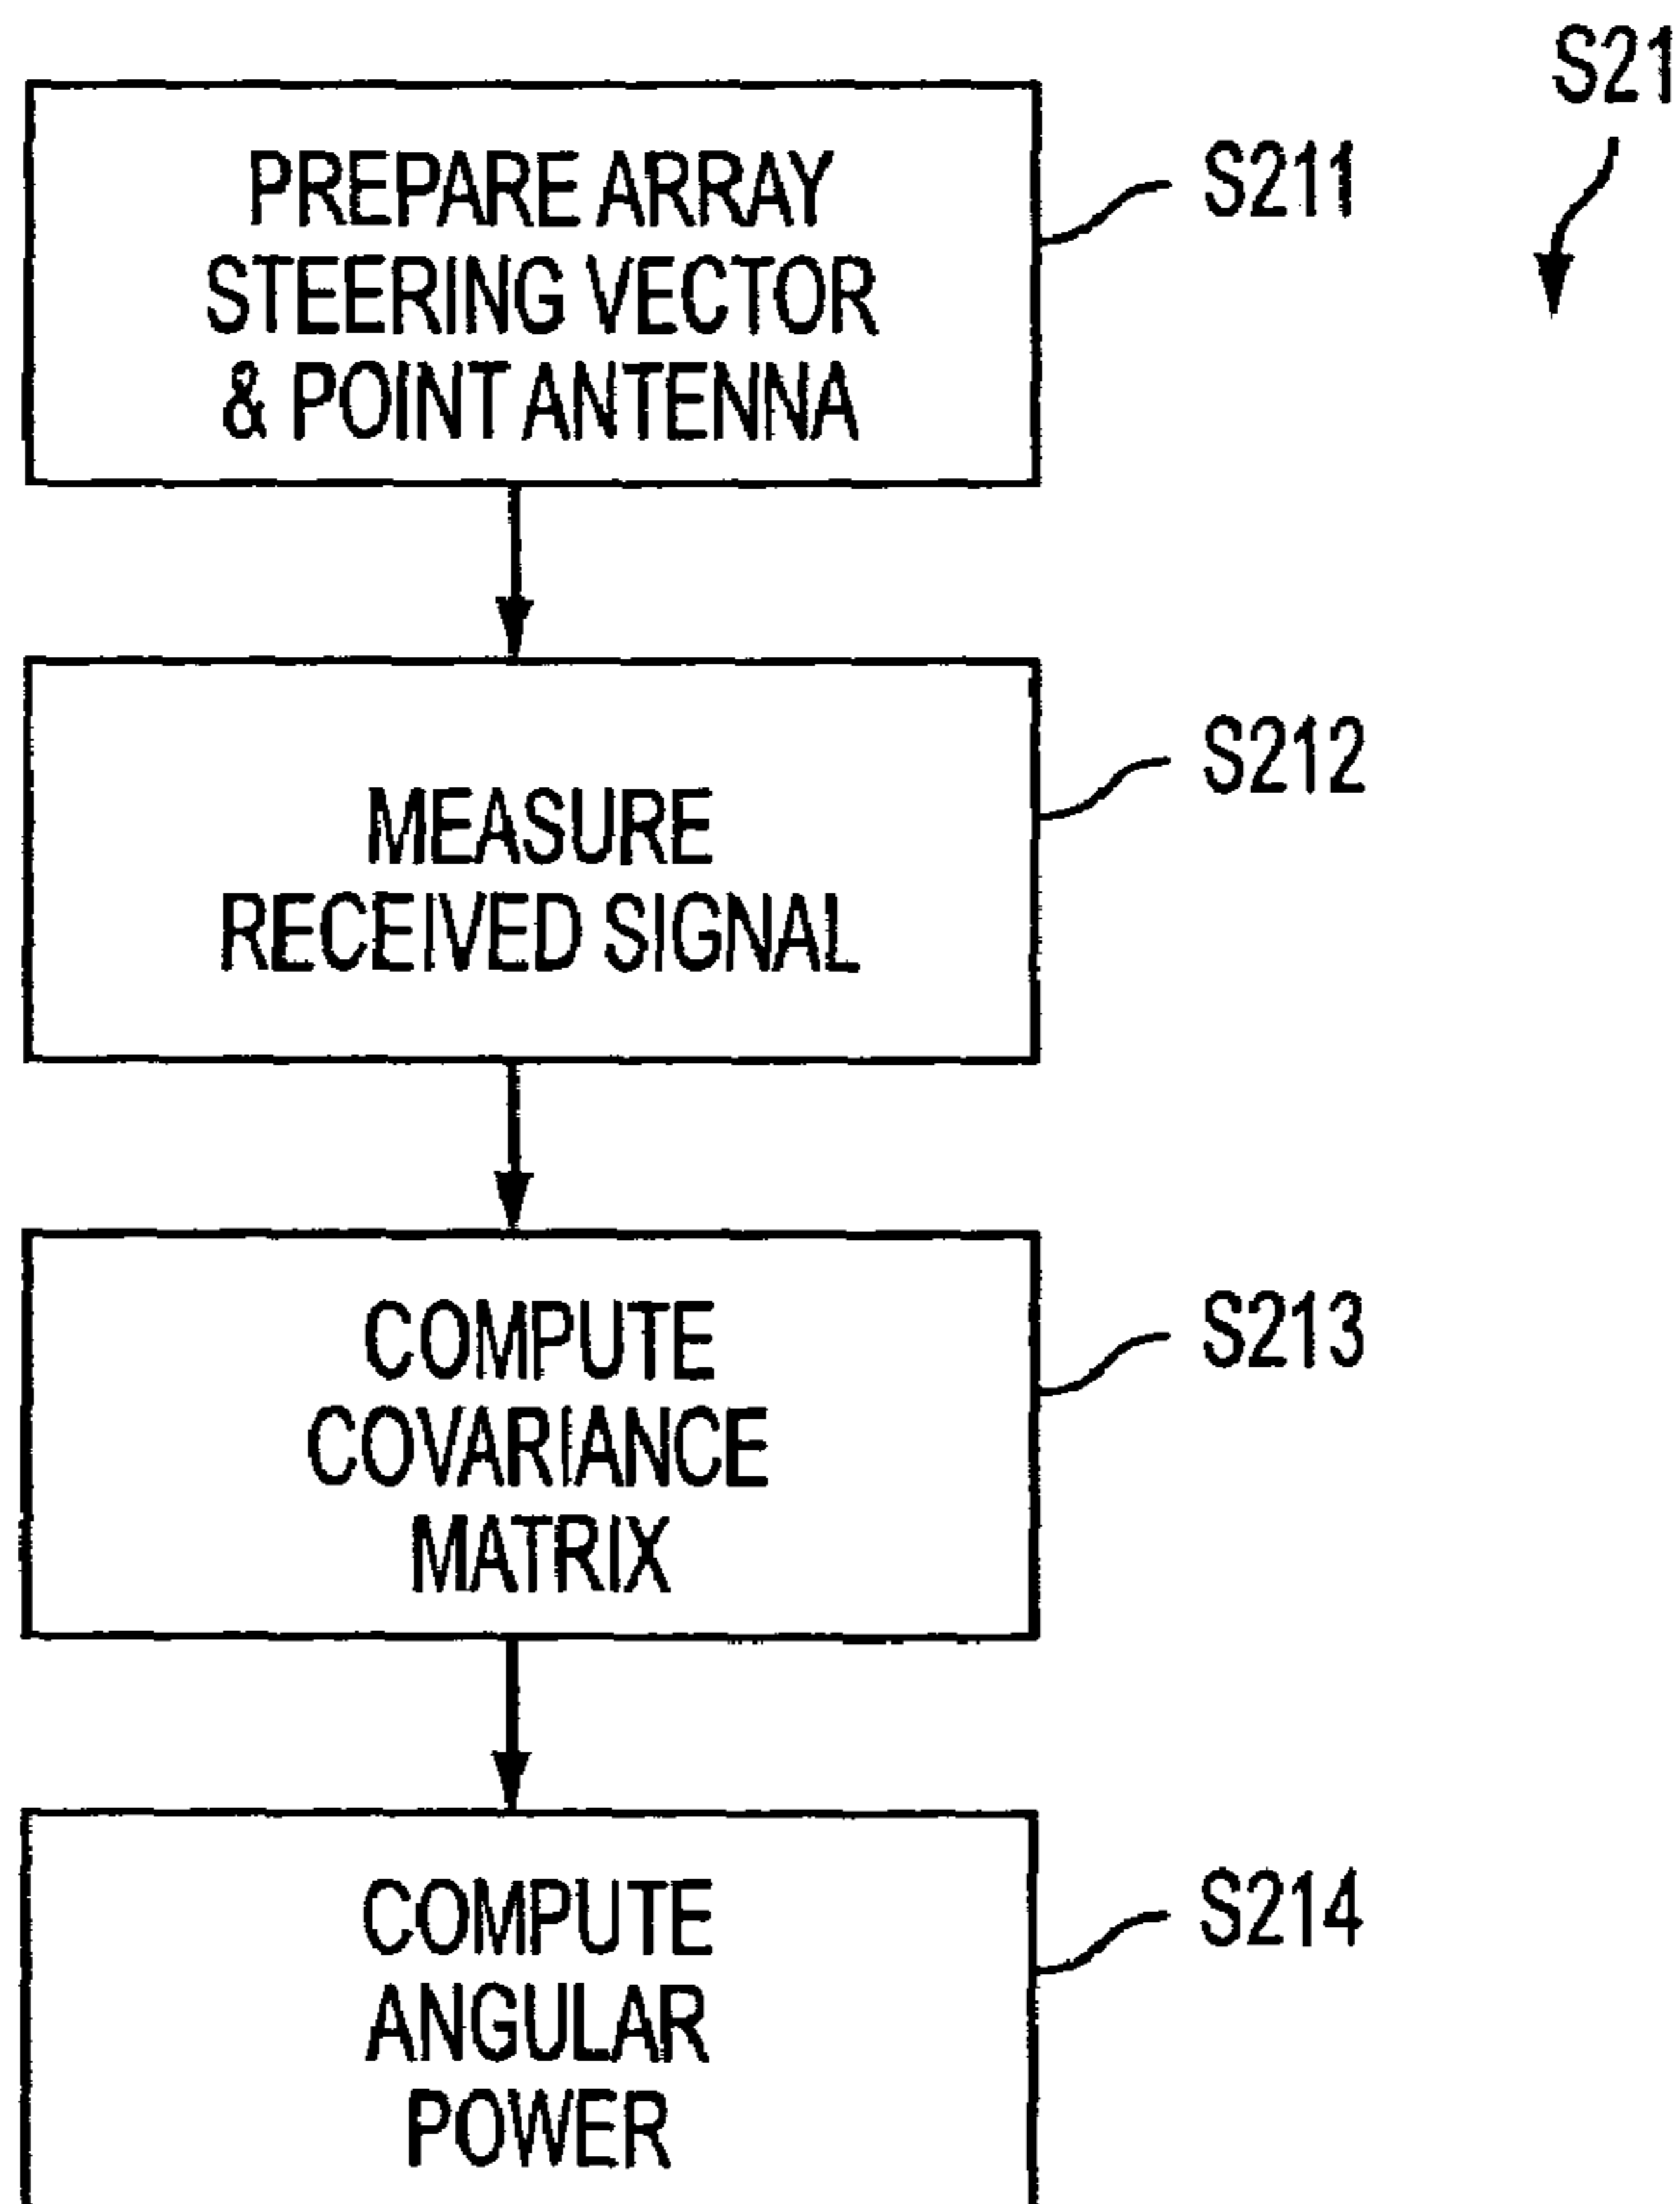 S21
PREPARE ARRAY
STEERING VECTOR
& POINT ANTENNA
S211
MEASURE
RECEIVED SIGNAL
S212
COMPUTE
COVARIANCE
MATRIX
S213
COMPUTE
ANGULAR
POWER
S214